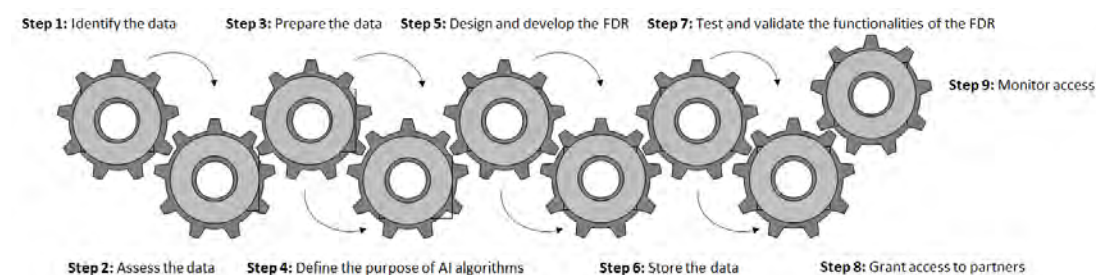 Step 1: Identify the data
Step 3: Prepare the data
Step 5: Design and develop the FDR
Step 7: Test and validate the functionalities of the FDR
Step 9: Monitor access
Step 2: Assess the data
Step 4: Define the purpose of AI algorithms
Step 6: Store the data
Step 8: Grant access to partners